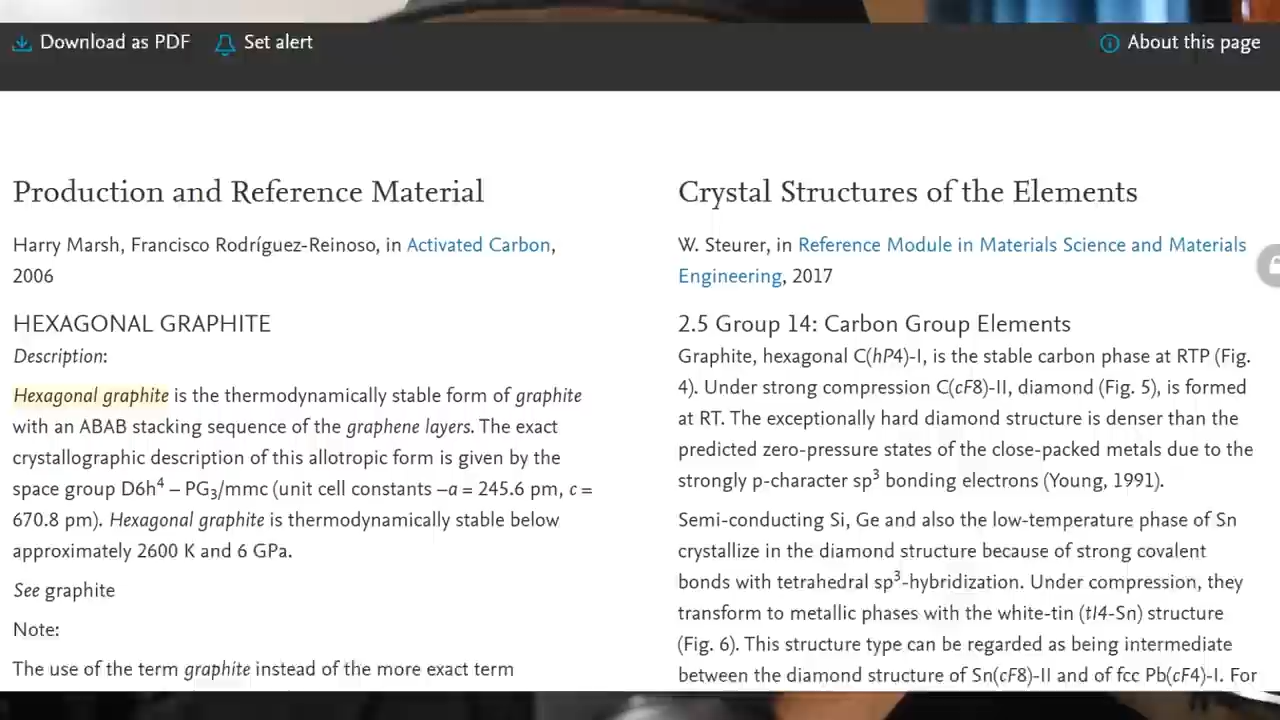 Download as PDF
Set alert
About this page
Production and Reference Material
Harry Marsh, Francisco Rodríguez-Reinoso, in Activated Carbon,
2006
HEXAGONAL GRAPHITE
Description:
Hexagonal graphite is the thermodynamically stable form of graphite
with an ABAB stacking sequence of the graphene layers. The exact
crystallographic description of this allotropic form is given by the
space group D6h⁴ – PG₃/mmc (unit cell constants –a = 245.6 pm, c =
670.8 pm). Hexagonal graphite is thermodynamically stable below
approximately 2600 K and 6 GPa.
See graphite
Note:
The use of the term graphite instead of the more exact term
Crystal Structures of the Elements
W. Steurer, in Reference Module in Materials Science and Materials
Engineering, 2017
2.5 Group 14: Carbon Group Elements
Graphite, hexagonal C(hP4)-I, is the stable carbon phase at RTP (Fig.
4). Under strong compression C(cF8)-II, diamond (Fig. 5), is formed
at RT. The exceptionally hard diamond structure is denser than the
predicted zero-pressure states of the close-packed metals due to the
strongly p-character sp³ bonding electrons (Young, 1991).
Semi-conducting Si, Ge and also the low-temperature phase of Sn
crystallize in the diamond structure because of strong covalent
bonds with tetrahedral sp³-hybridization. Under compression, they
transform to metallic phases with the white-tin (tI4-Sn) structure
(Fig. 6). This structure type can be regarded as being intermediate
between the diamond structure of Sn(cF8)-II and of fcc Pb(cF4)-I. For